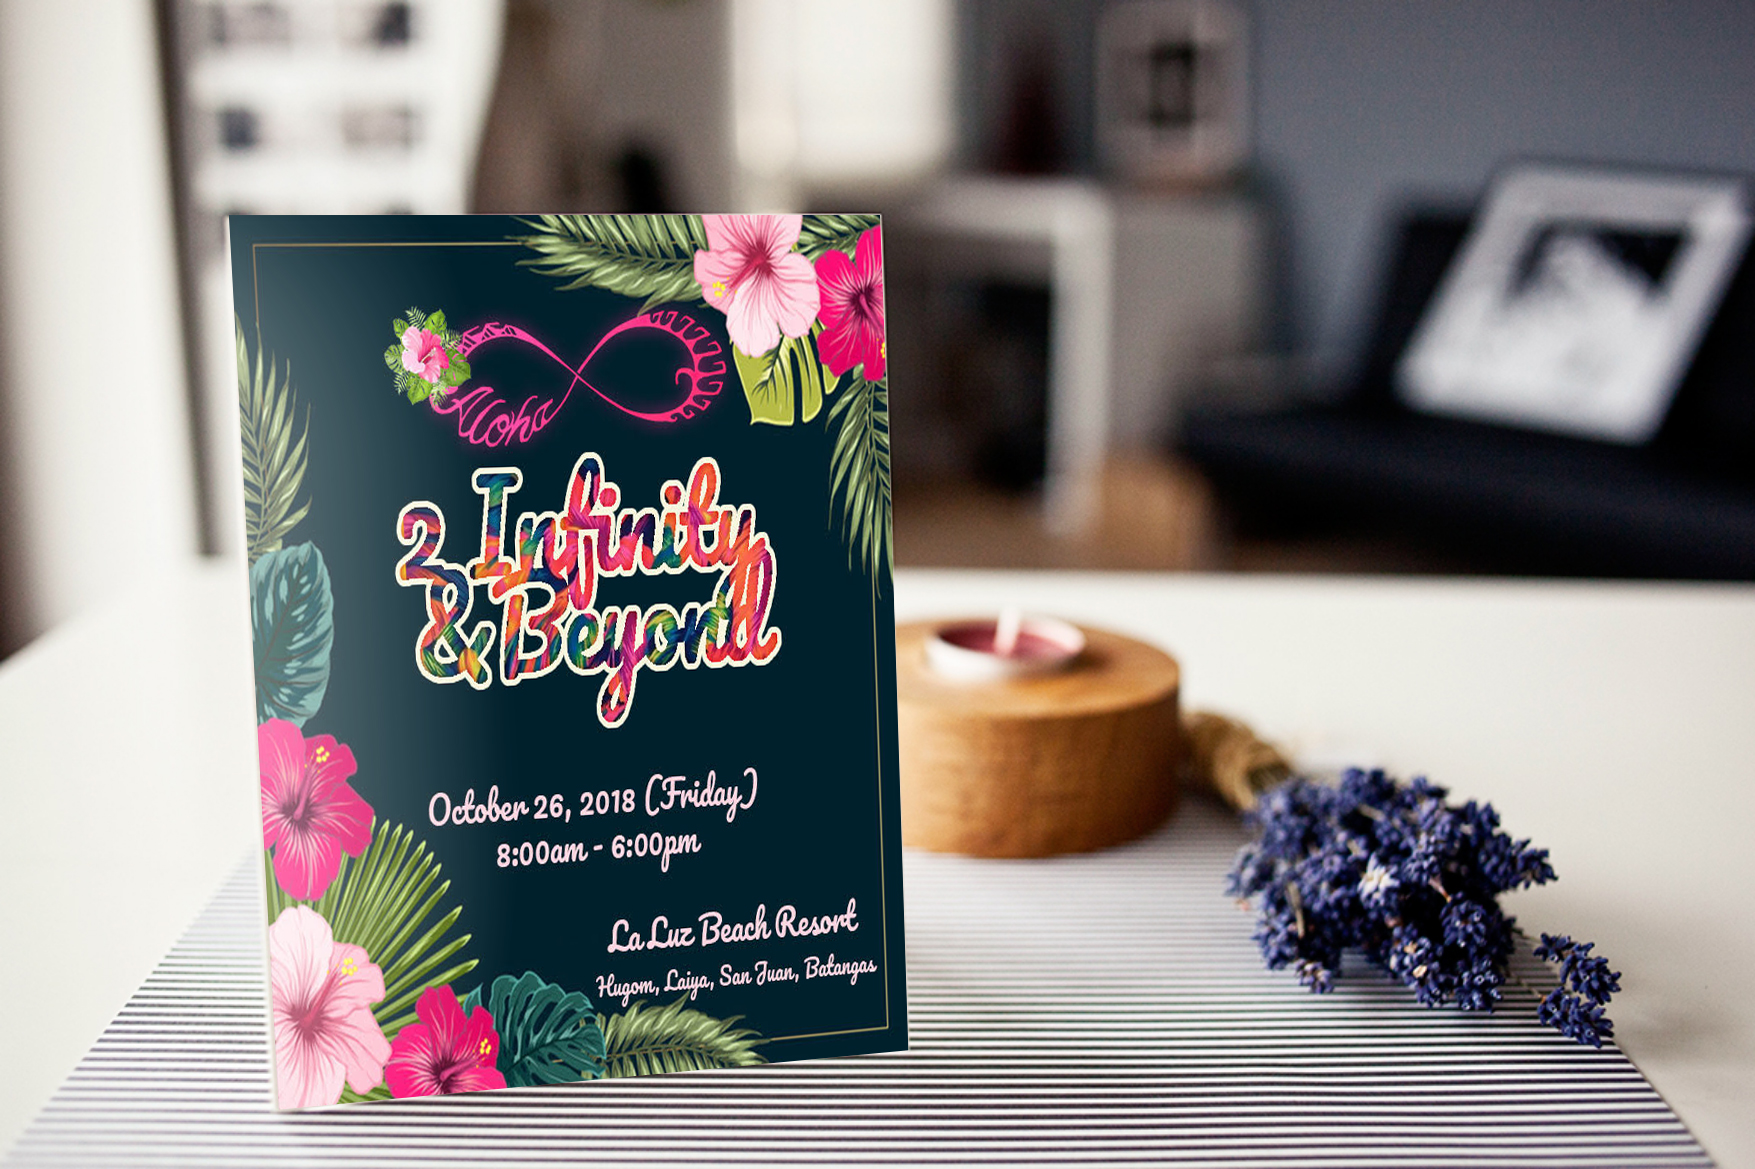 Aloha
2 Infinity
& Beyond
October 26, 2018 (Friday)
8:00am - 6:00pm
La Luz Beach Resort
Hugom, Laiya, San Juan, Batangas